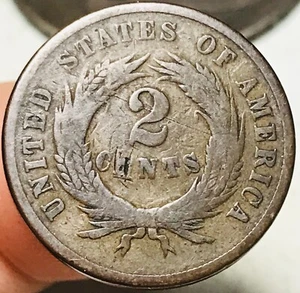 UNITED STATES OF AMERICA
2
CENTS